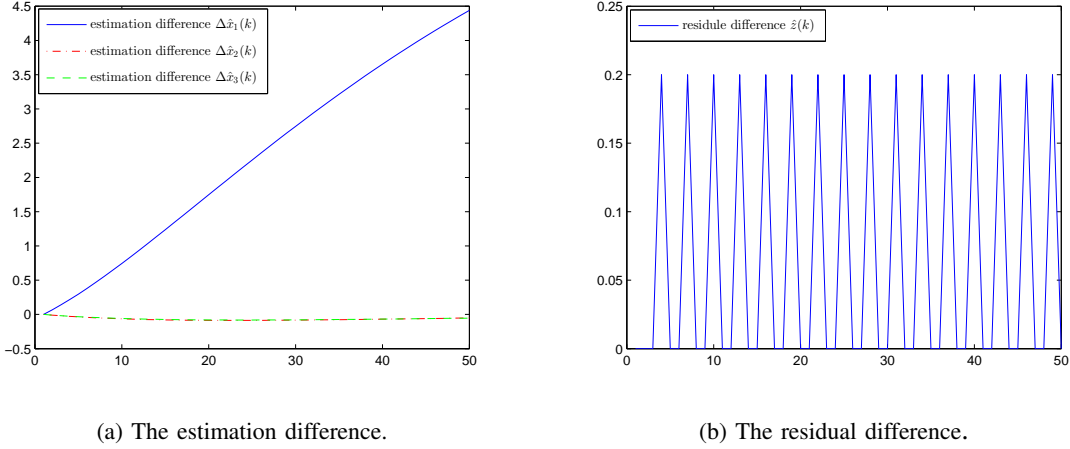 estimation difference Δx̂₁(k)
estimation difference Δx̂₂(k)
estimation difference Δx̂₃(k)
4.5
4
3.5
3
2.5
2
1.5
1
0.5
0
−0.5
0 10 20 30 40 50
(a) The estimation difference.
residule difference ẑ(k)
0.25
0.2
0.15
0.1
0.05
0
0 10 20 30 40 50
(b) The residual difference.